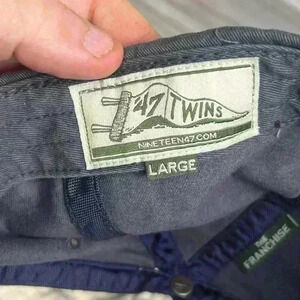 '47 TWINS
NINETEEN47.COM
LARGE
THE
FRANCHISE